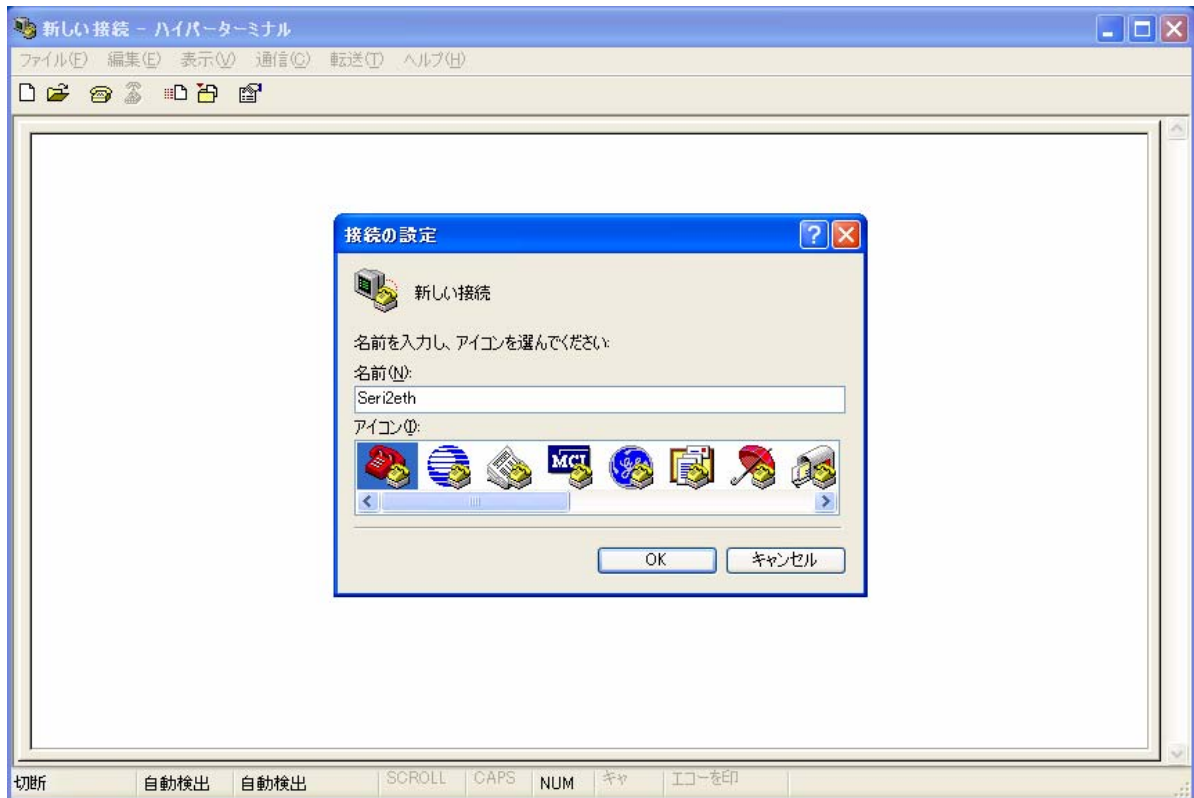 新しい接続 - ハイパーターミナル
ファイル(F) 編集(E) 表示(V) 通信(C) 転送(T) ヘルプ(H)
接続の設定
新しい接続
名前を入力し、アイコンを選んでください:
名前(N):
Seri2eth
アイコン(I):
MCI
OK キャンセル
切断 自動検出 自動検出 SCROLL CAPS NUM キャ エコーを印